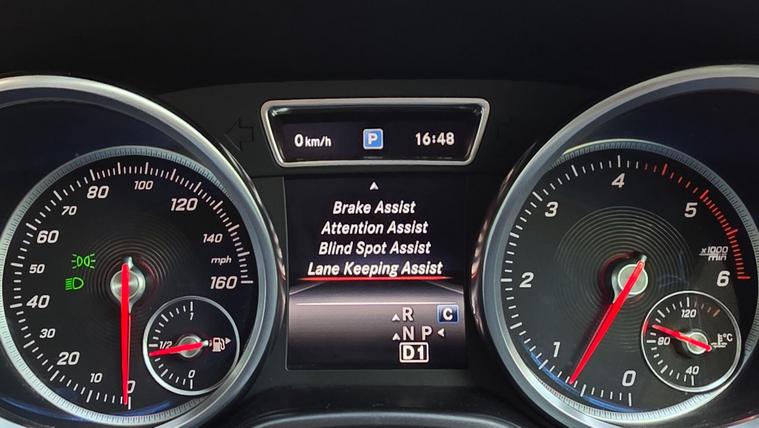 0 km/h P 16:48
Brake Assist
Attention Assist
Blind Spot Assist
Lane Keeping Assist
R C
N P
D1
0
10
20
30
40
50
60
70
80
100
120
140
160
mph
1
1/2
0
0
1
2
3
4
5
6
x1000
min
120
80
40
°C